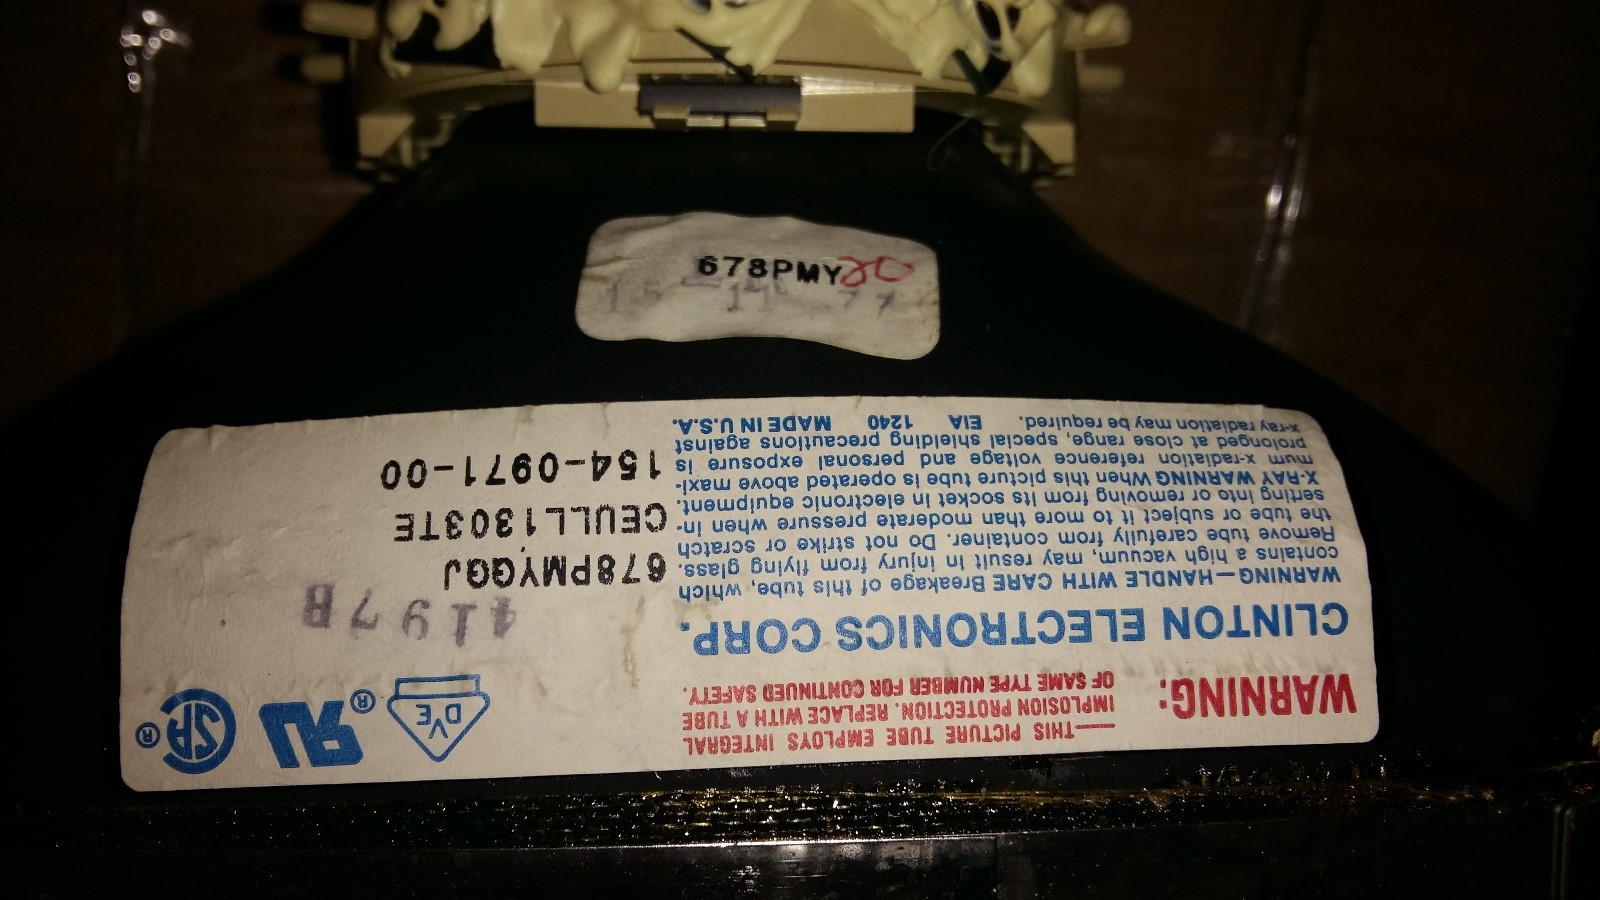 678PMY20
WARNING:
—THIS PICTURE TUBE EMPLOYS INTEGRAL
IMPLOSION PROTECTION. REPLACE WITH A TUBE
OF SAME TYPE NUMBER FOR CONTINUED SAFETY.
CLINTON ELECTRONICS CORP.
WARNING—HANDLE WITH CARE Breakage of this tube, which
contains a high vacuum, may result in injury from flying glass.
Remove tube carefully from container. Do not strike or scratch
the tube or subject it to more than moderate pressure when in-
serting into or removing from its socket in electronic equipment.
X-RAY WARNING When this picture tube is operated above maxi-
mum x-radiation reference voltage and personal exposure is
prolonged at close range, special shielding precautions against
x-ray radiation may be required. EIA 1240 MADE IN U.S.A.
DVE
UR ®
SA ®
678PMYGGJ
CEULL1303TE
154-0971-00